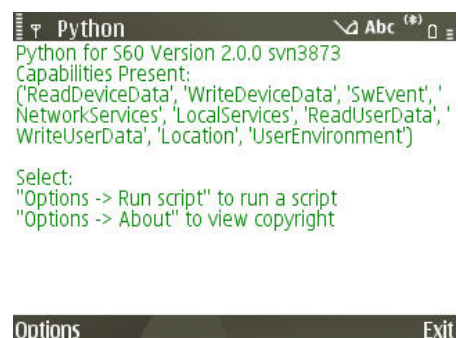 Python
Abc
Python for S60 Version 2.0.0 svn3873
Capabilities Present:
('ReadDeviceData', 'WriteDeviceData', 'SwEvent', '
NetworkServices', 'LocalServices', 'ReadUserData', '
WriteUserData', 'Location', 'UserEnvironment')
Select:
"Options -> Run script" to run a script
"Options -> About" to view copyright
Options
Exit